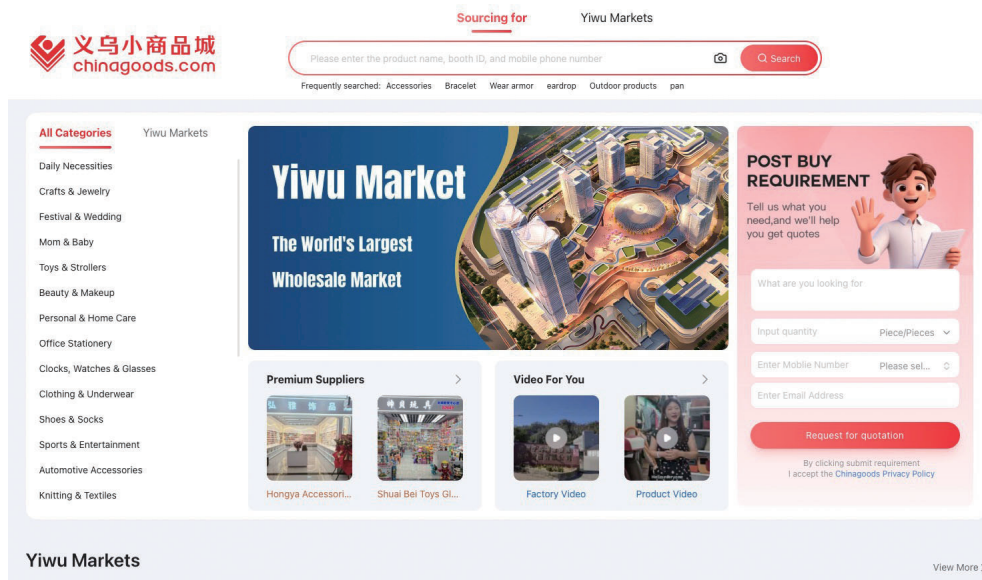 Sourcing for
Yiwu Markets
义乌小商品城
chinagoods.com
Please enter the product name, booth ID, and mobile phone number
Search
Frequently searched: Accessories Bracelet Wear armor eardrop Outdoor products pan
All Categories
Yiwu Markets
Daily Necessities
Crafts & Jewelry
Festival & Wedding
Mom & Baby
Toys & Strollers
Beauty & Makeup
Personal & Home Care
Office Stationery
Clocks, Watches & Glasses
Clothing & Underwear
Shoes & Socks
Sports & Entertainment
Automotive Accessories
Knitting & Textiles
Yiwu Market
The World's Largest
Wholesale Market
Premium Suppliers
弘雅饰品
Hongya Accessori...
Shuai Bei Toys Gl...
Video For You
Factory Video
Product Video
POST BUY
REQUIREMENT
Tell us what you
need,and we'll help
you get quotes
What are you looking for
Input quantity
Piece/Pieces
Enter Moblie Number
Please sel...
Enter Email Address
Request for quotation
By clicking submit requirement
I accept the Chinagoods Privacy Policy
Yiwu Markets
View More